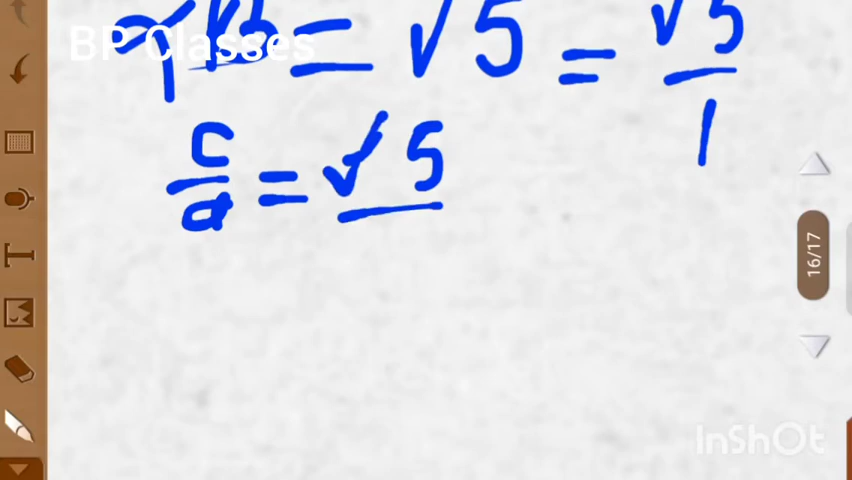 BP Classes
= √5 = √5/1
c/a = √5
16/17
InShOt